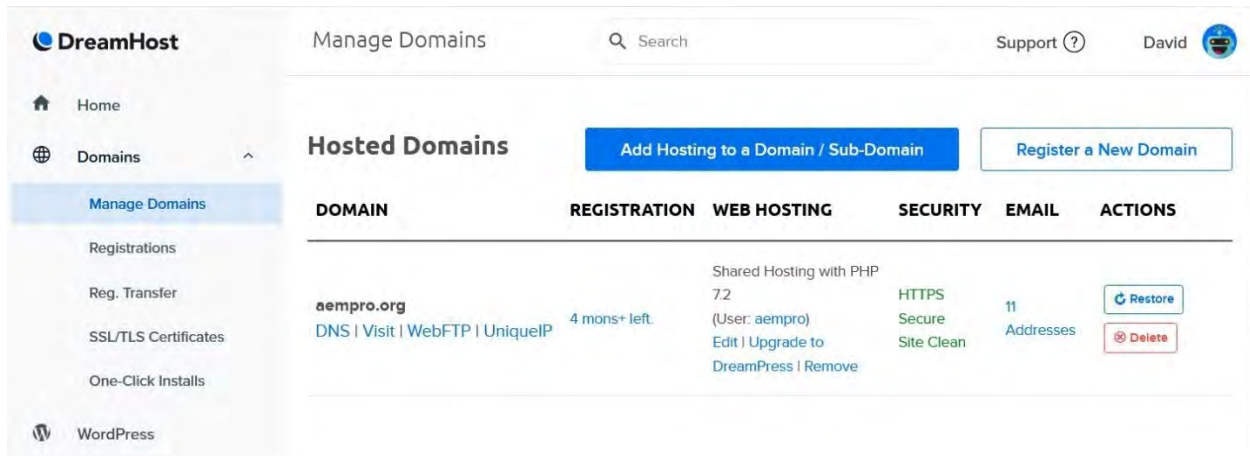 DreamHost
Manage Domains
Search
Support ?
David
Home
Domains
Manage Domains
Registrations
Reg. Transfer
SSL/TLS Certificates
One-Click Installs
WordPress
Hosted Domains
Add Hosting to a Domain / Sub-Domain
Register a New Domain
DOMAIN REGISTRATION WEB HOSTING SECURITY EMAIL ACTIONS
aempro.org
DNS | Visit | WebFTP | UniqueIP
4 mons+ left.
Shared Hosting with PHP
7.2
(User: aempro)
Edit | Upgrade to
DreamPress | Remove
HTTPS
Secure
Site Clean
11
Addresses
Restore
Delete